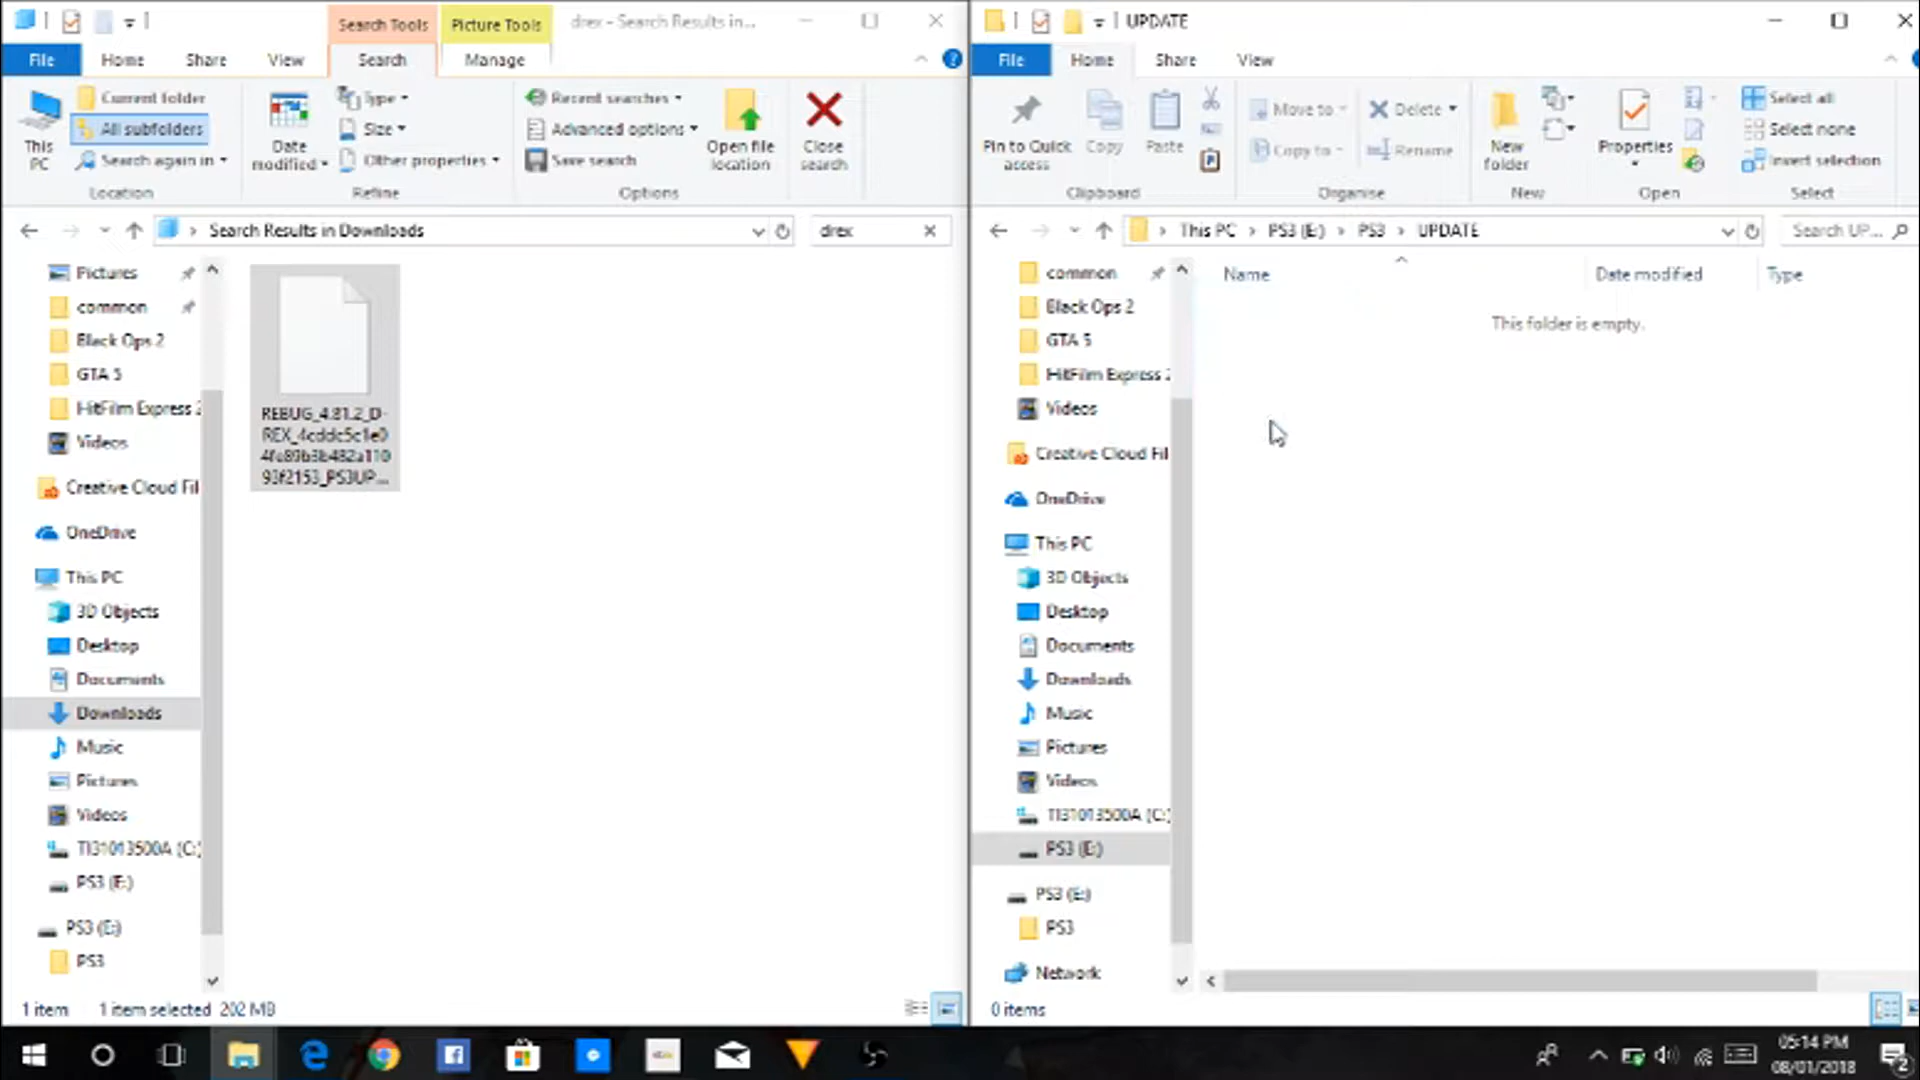 Search Tools
Picture Tools
drex - Search Results in...
File
Home
Share
View
Search
Manage
This PC
Current folder
All subfolders
Search again in
Location
Date modified
Type
Size
Other properties
Refine
Recent searches
Advanced options
Save search
Options
Open file location
Close search
Search Results in Downloads
drex
Pictures
common
Black Ops 2
GTA 5
HitFilm Express 2
Videos
Creative Cloud Fil
OneDrive
This PC
3D Objects
Desktop
Documents
Downloads
Music
Pictures
Videos
TI31013500A (C:)
PS3 (E:)
PS3 (E:)
PS3
REBUG_4.81.2_D-
REX_4cddc5c1e0
4fe89b3b482a110
93f2153_PS3UP...
1 item
1 item selected 202 MB
UPDATE
File
Home
Share
View
Pin to Quick access
Copy
Paste
Clipboard
Move to
Copy to
Delete
Rename
Organise
New folder
New
Properties
Open
Select all
Select none
Invert selection
Select
This PC
PS3 (E:)
PS3
UPDATE
Search UP...
Name
Date modified
Type
This folder is empty.
common
Black Ops 2
GTA 5
HitFilm Express 2
Videos
Creative Cloud Fil
OneDrive
This PC
3D Objects
Desktop
Documents
Downloads
Music
Pictures
Videos
TI31013500A (C:)
PS3 (E:)
PS3 (E:)
PS3
Network
0 items
05:14 PM
08/01/2018
2